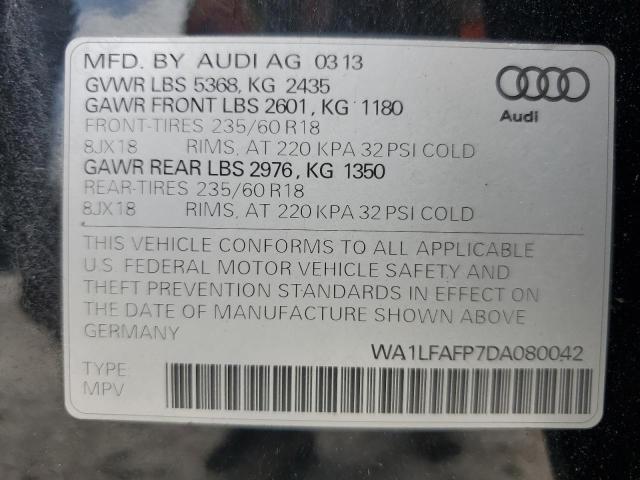 MFD. BY AUDI AG 0313
GVWR LBS 5368, KG 2435
GAWR FRONT LBS 2601, KG 1180
FRONT-TIRES 235/60 R18
8JX18 RIMS, AT 220 KPA 32 PSI COLD
GAWR REAR LBS 2976, KG 1350
REAR-TIRES 235/60 R18
8JX18 RIMS, AT 220 KPA 32 PSI COLD
Audi
THIS VEHICLE CONFORMS TO ALL APPLICABLE
U.S. FEDERAL MOTOR VEHICLE SAFETY AND
THEFT PREVENTION STANDARDS IN EFFECT ON
THE DATE OF MANUFACTURE SHOWN ABOVE
GERMANY
WA1LFAFP7DA080042
TYPE:
MPV